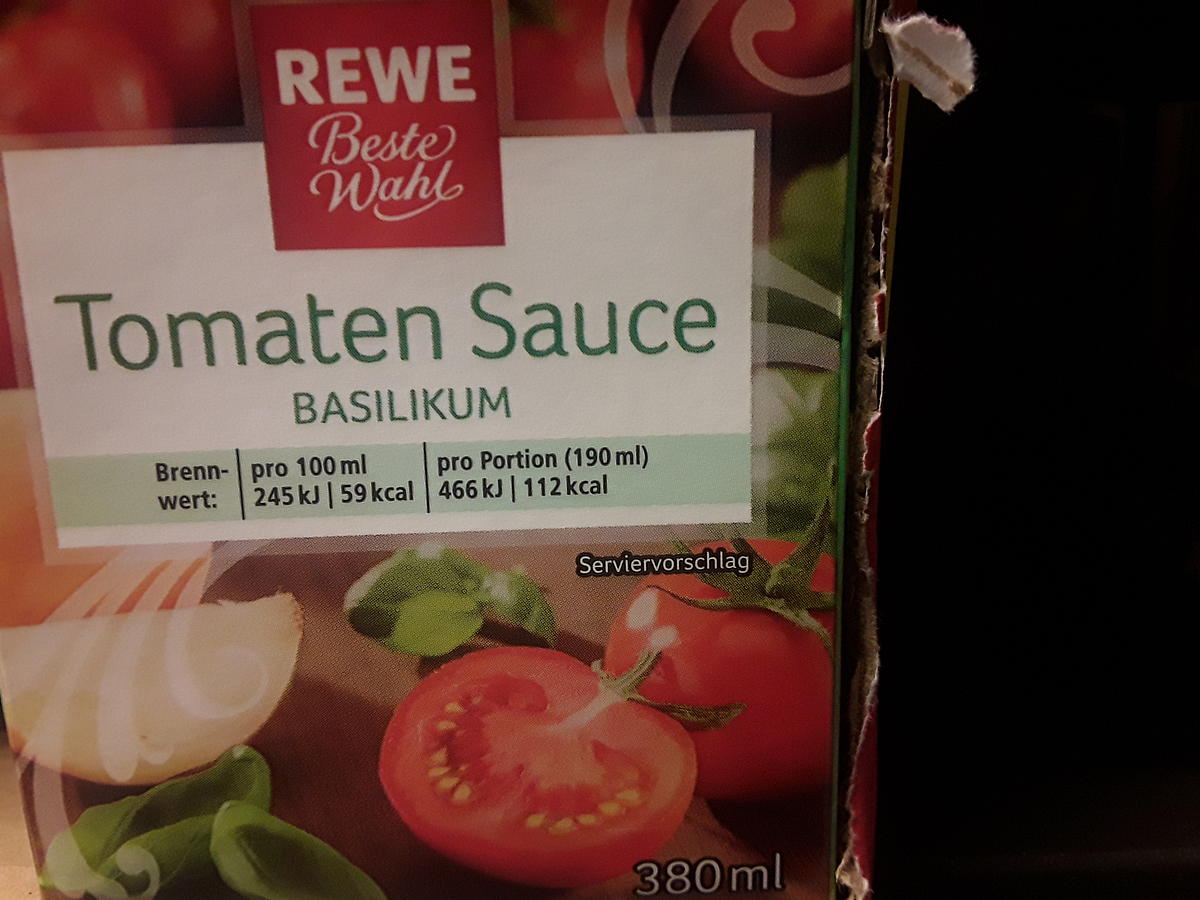 REWE
Beste
Wahl
Tomaten Sauce
BASILIKUM
Brenn-
wert:
pro 100 ml
245 kJ | 59 kcal
pro Portion (190 ml)
466 kJ | 112 kcal
Serviervorschlag
380 ml